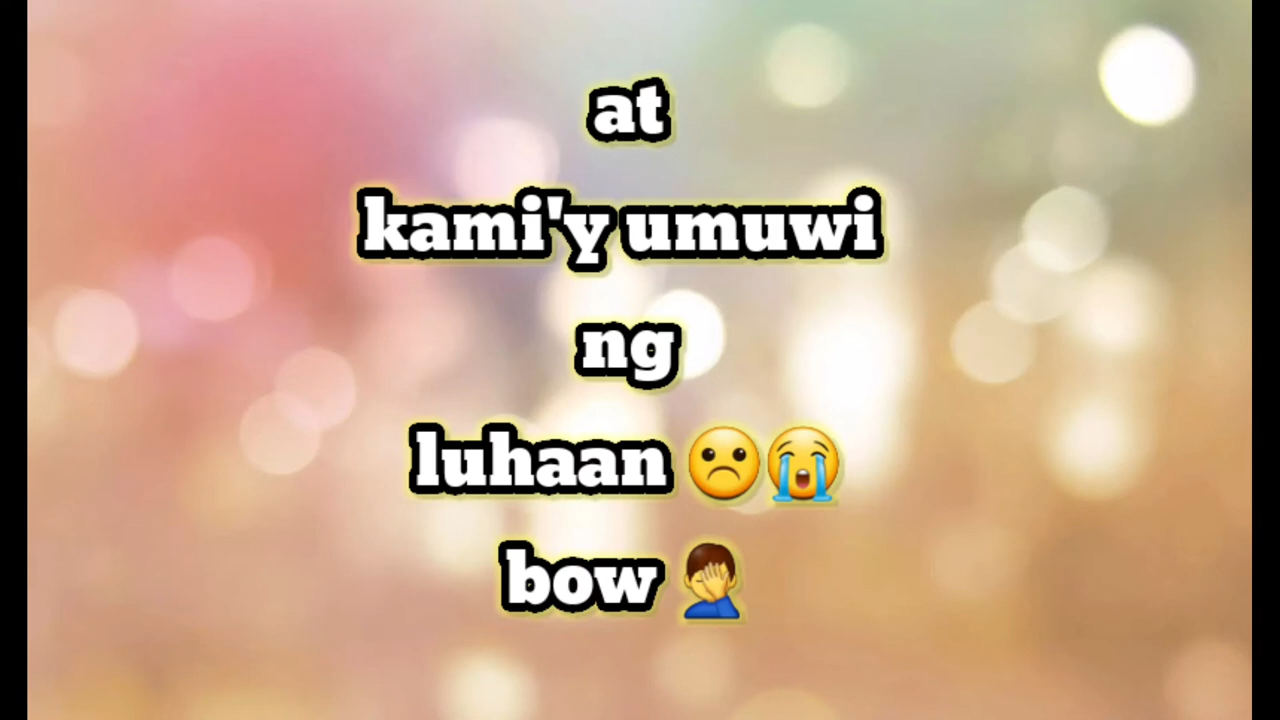 at
kami'y umuwi
ng
luhaan ☹️😭
bow 🤦‍♂️